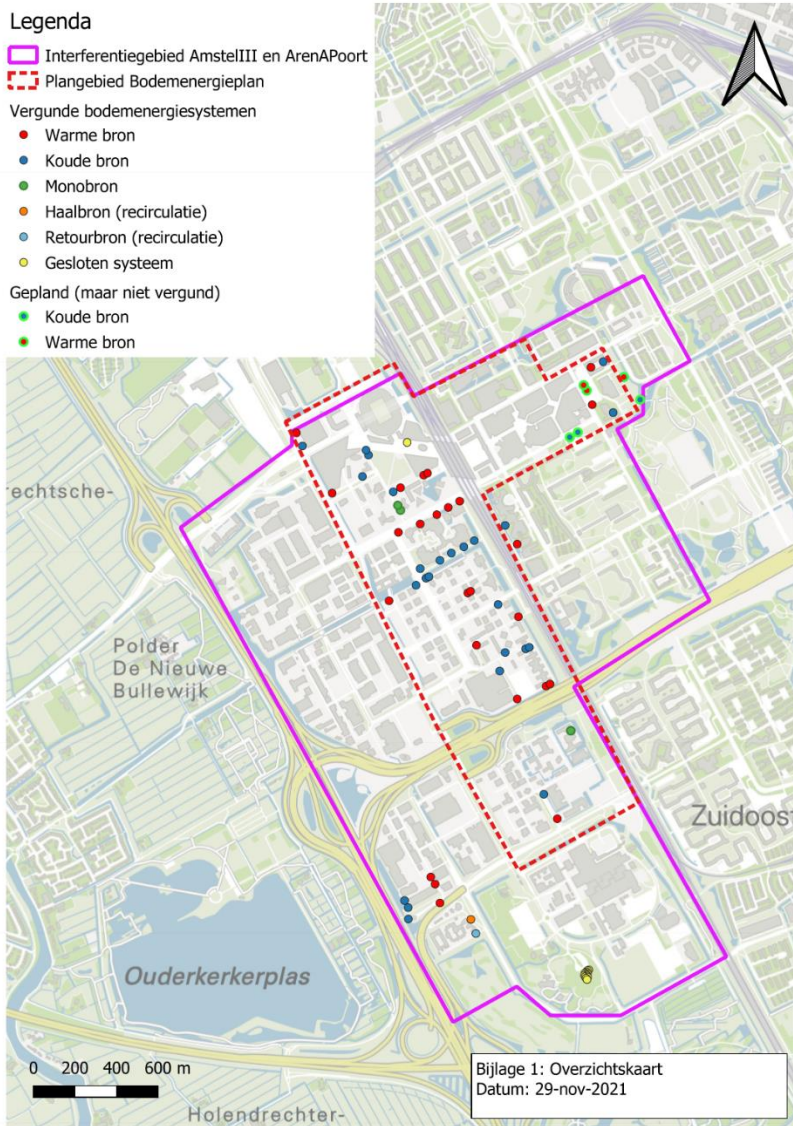 Legenda
Interferentiegebied AmstelIII en ArenAPoort
Plangebied Bodemenergieplan
Vergunde bodemenergiesystemen
Warme bron
Koude bron
Monobron
Haalbron (recirculatie)
Retourbron (recirculatie)
Gesloten systeem
Gepland (maar niet vergund)
Koude bron
Warme bron
rechtsche-
Polder
De Nieuwe
Bullewijk
Zuidoost
Ouderkerkerplas
0 200 400 600 m
Bijlage 1: Overzichtskaart
Datum: 29-nov-2021
Holendrechter-